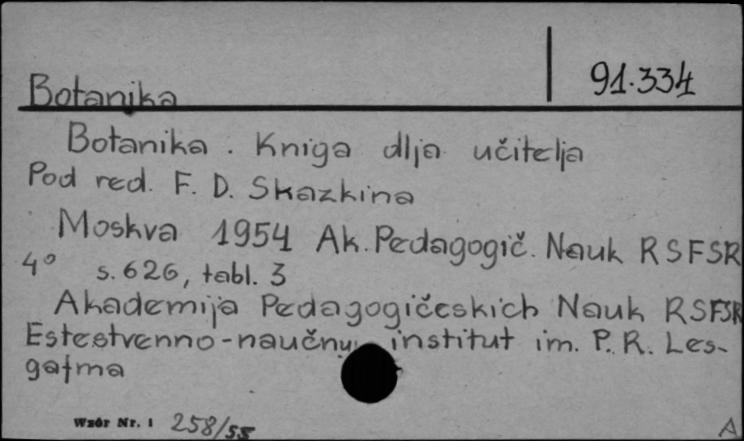 91.334
Botanika
Botanika. Kniga dlja učitelja
Pod red. F. D. Skazkina
Moskva 1954 Ak. Pedagogič. Nauk RSFSR
4° s. 626, tabl. 3
Akademija Pedagogičeskich Nauk RSFSR
Estestvenno-naučny institut im. P. R. Les-
gafma
Wzór Nr. 1 258/55
A